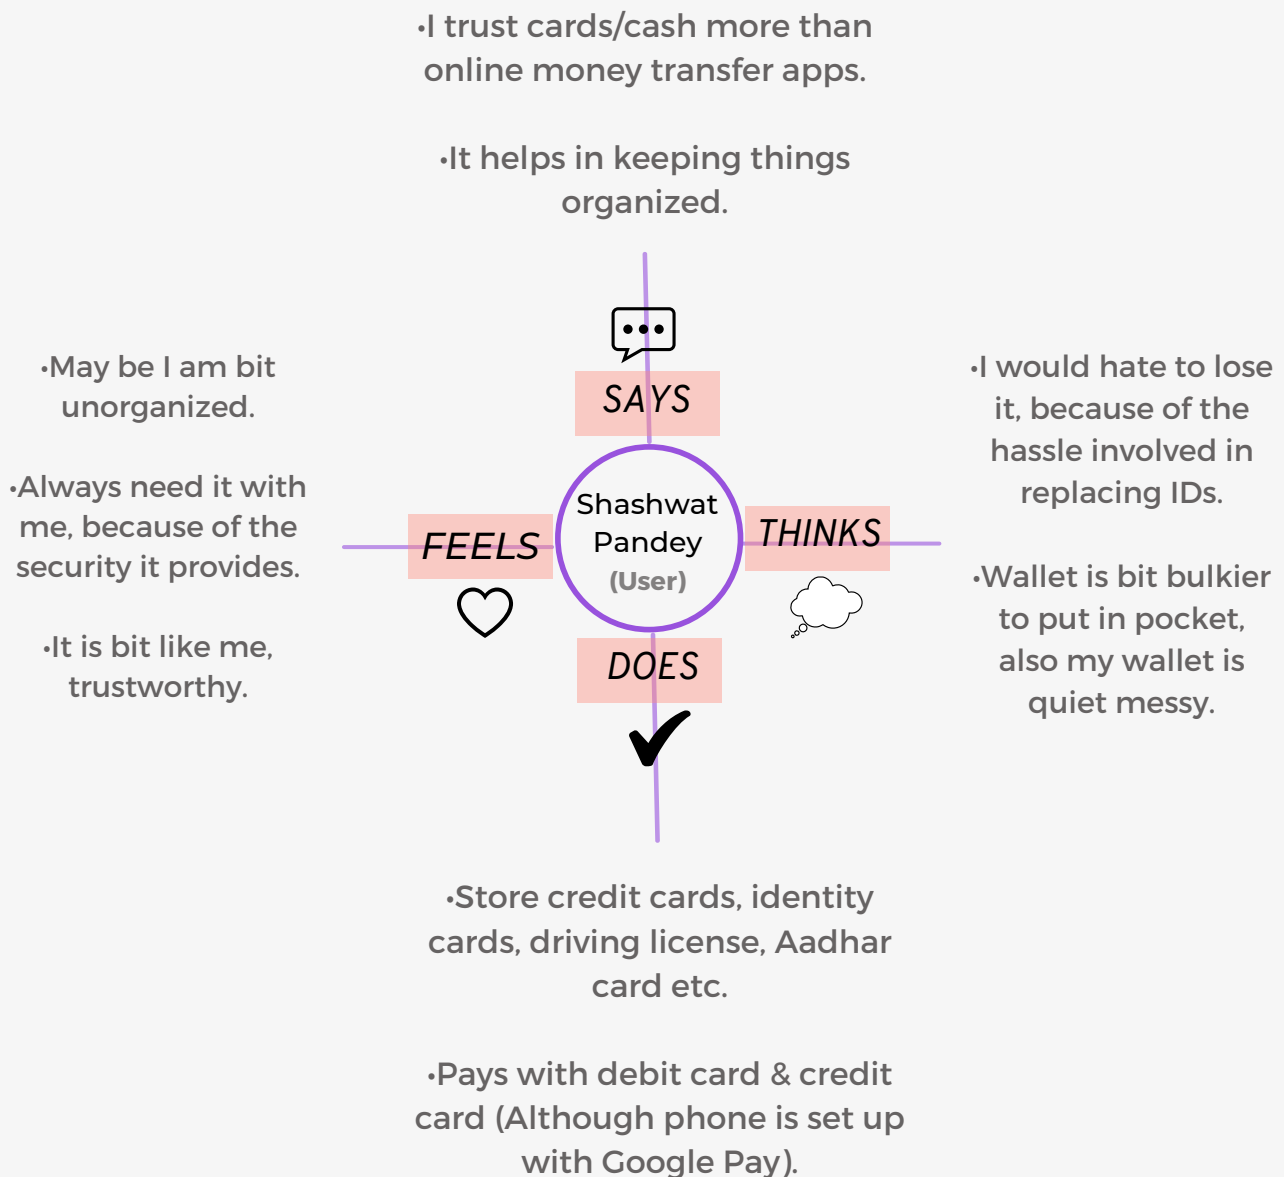 •I trust cards/cash more than
online money transfer apps.
•It helps in keeping things
organized.
SAYS
•May be I am bit
unorganized.
•Always need it with
me, because of the
security it provides.
•It is bit like me,
trustworthy.
FEELS
Shashwat
Pandey
(User)
THINKS
•I would hate to lose
it, because of the
hassle involved in
replacing IDs.
•Wallet is bit bulkier
to put in pocket,
also my wallet is
quiet messy.
DOES
•Store credit cards, identity
cards, driving license, Aadhar
card etc.
•Pays with debit card & credit
card (Although phone is set up
with Google Pay).